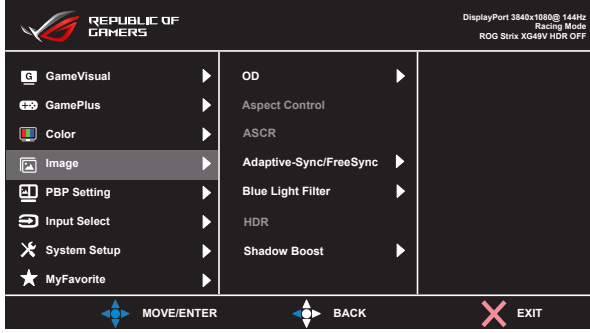 REPUBLIC OF
GAMERS
DisplayPort 3840x1080@ 144Hz
Racing Mode
ROG Strix XG49V HDR OFF
G GameVisual
GamePlus
Color
Image
PBP Setting
Input Select
System Setup
MyFavorite
OD
Aspect Control
ASCR
Adaptive-Sync/FreeSync
Blue Light Filter
HDR
Shadow Boost
MOVE/ENTER
BACK
EXIT